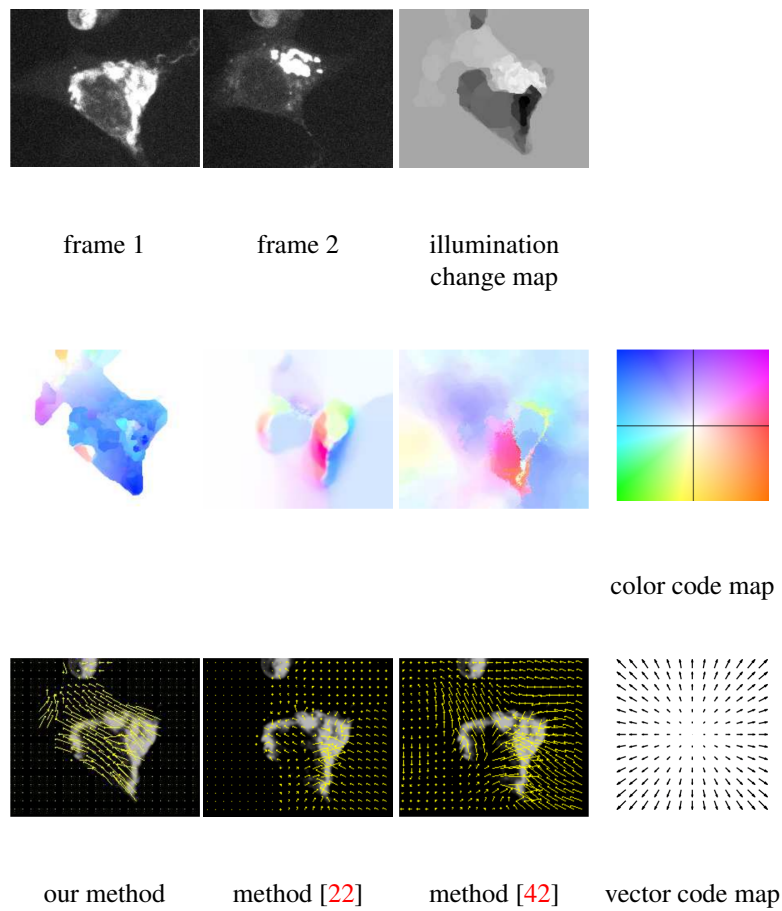 frame 1
frame 2
illumination
change map
color code map
our method
method [22]
method [42]
vector code map